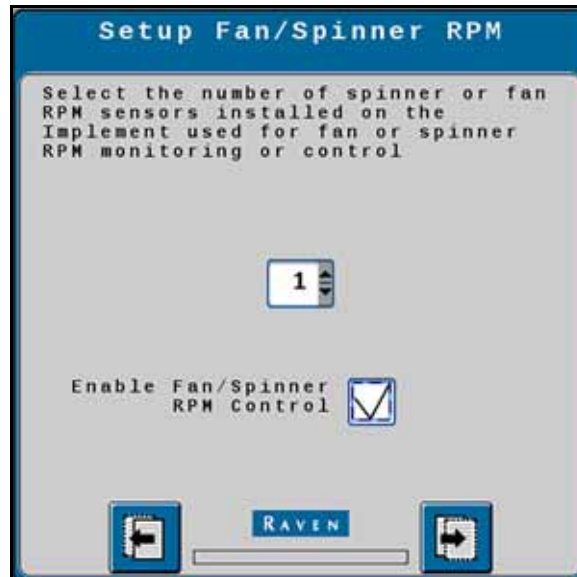 Setup Fan/Spinner RPM
Select the number of spinner or fan
RPM sensors installed on the
Implement used for fan or spinner
RPM monitoring or control
1
Enable Fan/Spinner
RPM Control
RAVEN